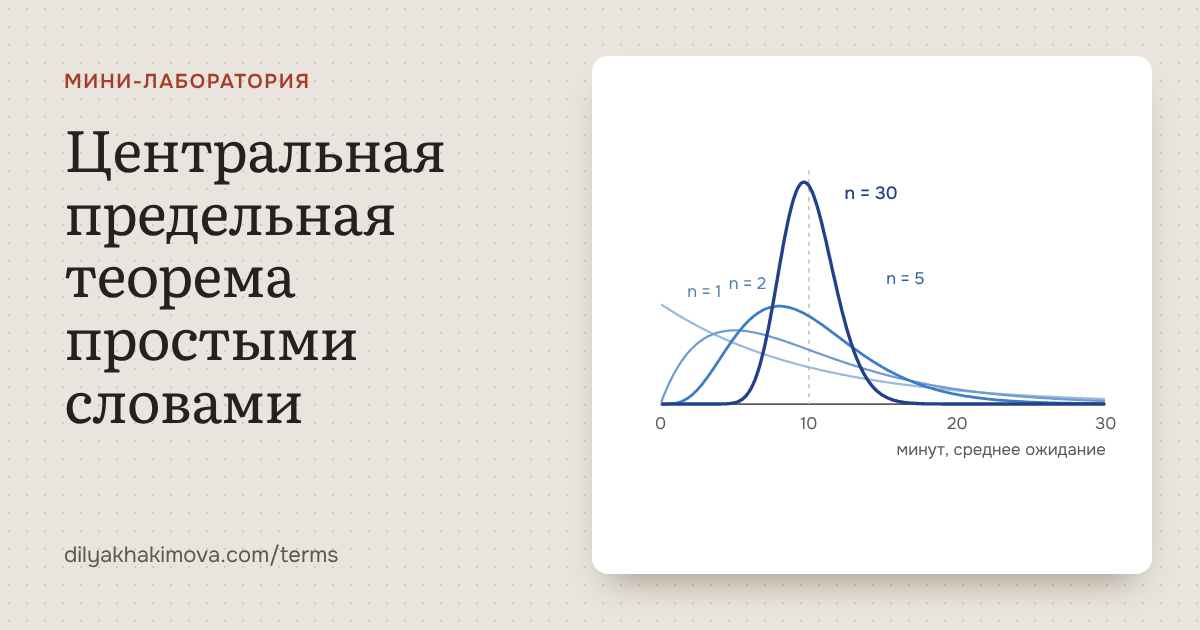 МИНИ-ЛАБОРАТОРИЯ
Центральная
предельная
теорема
простыми
словами
dilyakhakimova.com/terms
n = 30
n = 5
n = 1 n = 2
0 10 20 30
минут, среднее ожидание